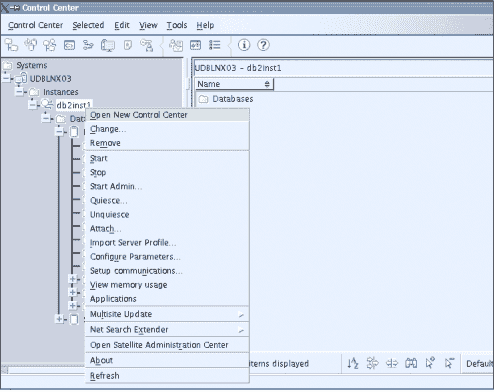 Control Center
Control Center Selected Edit View Tools Help
Systems
UDBLNX03
Instances
db2inst1
UDBLNX03 - db2inst1
Name
Databases
Open New Control Center
Change...
Remove
Start
Stop
Start Admin...
Quiesce...
Unquiesce
Attach...
Import Server Profile...
Configure Parameters...
Setup communications...
View memory usage
Applications
Multisite Update
Net Search Extender
Open Satellite Administration Center
About
Refresh
items displayed